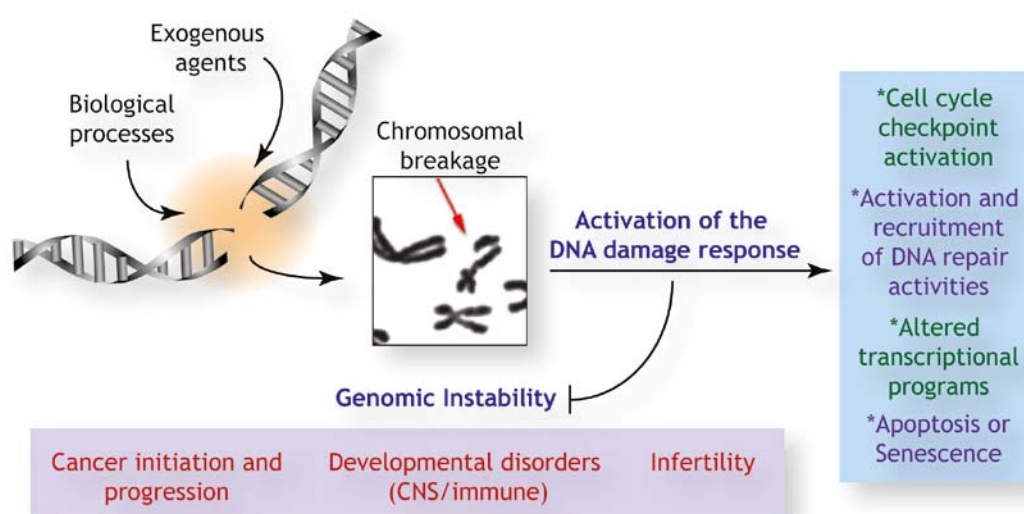 Exogenous
agents
Biological
processes
Chromosomal
breakage
Activation of the
DNA damage response
*Cell cycle
checkpoint
activation
*Activation and
recruitment
of DNA repair
activities
*Altered
transcriptional
programs
*Apoptosis or
Senescence
Genomic Instability
Cancer initiation and
progression
Developmental disorders
(CNS/immune)
Infertility